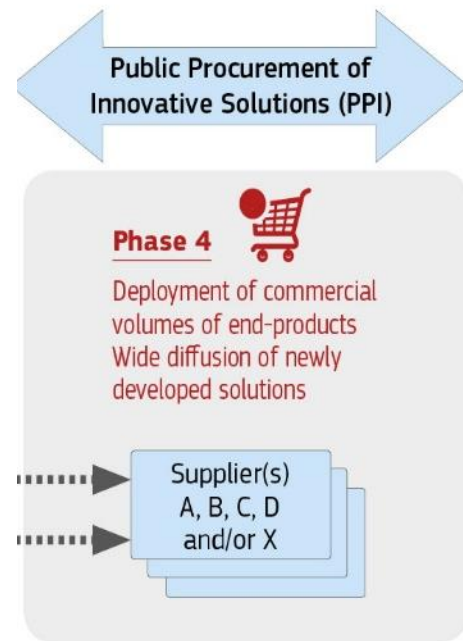 Public Procurement of
Innovative Solutions (PPI)
Phase 4
Deployment of commercial
volumes of end-products
Wide diffusion of newly
developed solutions
Supplier(s)
A, B, C, D
and/or X